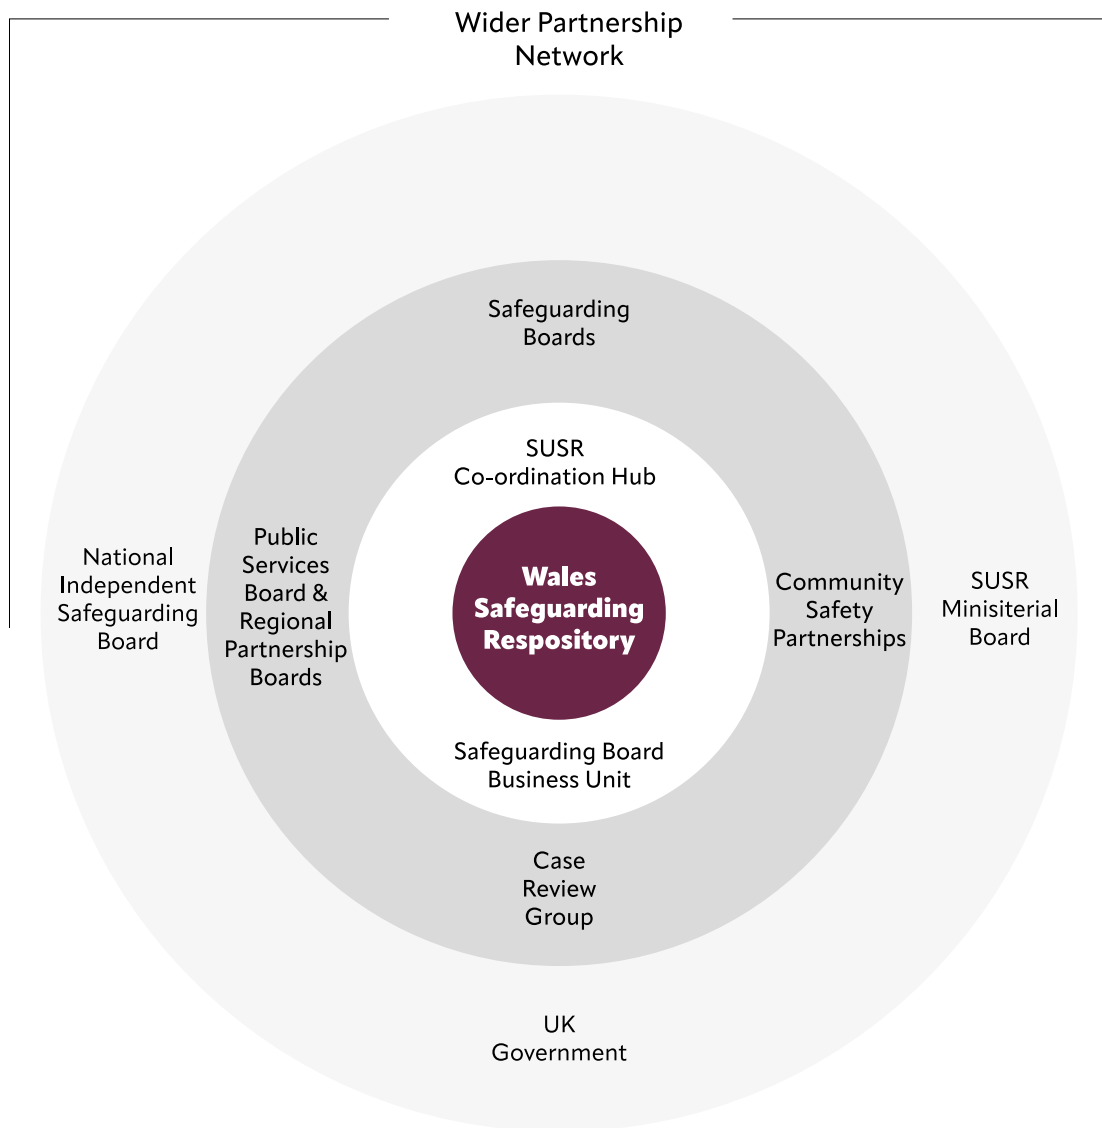 Wider Partnership
Network
Safeguarding
Boards
SUSR
Co-ordination Hub
National
Independent
Safeguarding
Board
Public
Services
Board &
Regional
Partnership
Boards
Wales
Safeguarding
Respository
Community
Safety
Partnerships
SUSR
Minisiterial
Board
Safeguarding Board
Business Unit
Case
Review
Group
UK
Government